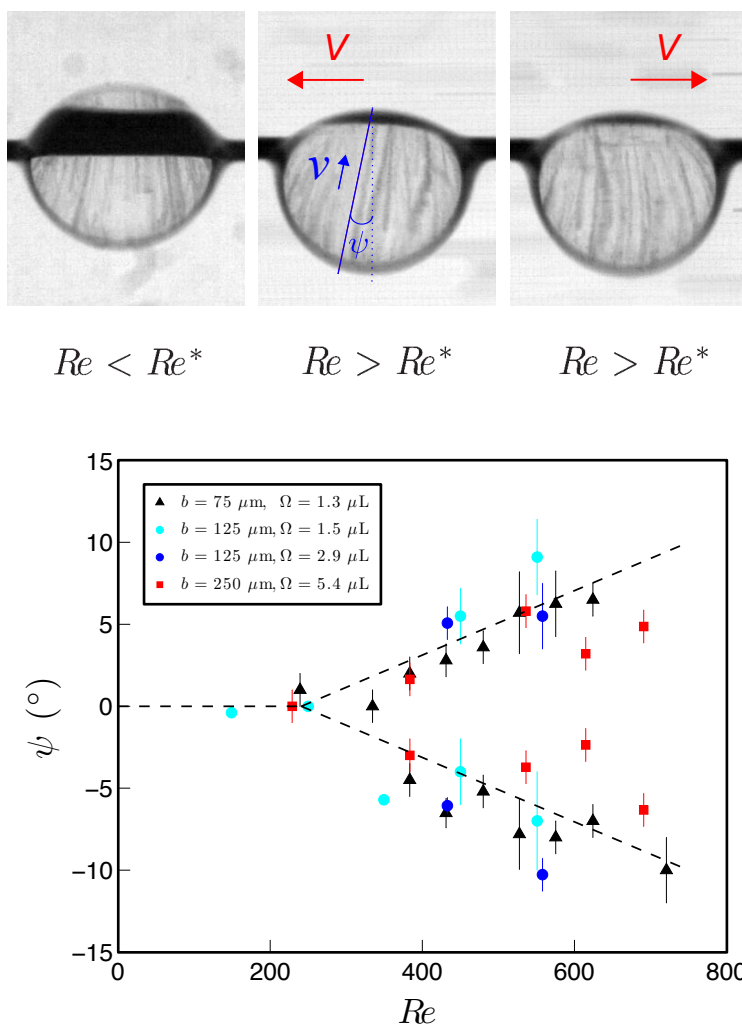 V V
v
ψ
Re < Re* Re > Re* Re > Re*
15
b = 75 μm, Ω = 1.3 μL
b = 125 μm, Ω = 1.5 μL
b = 125 μm, Ω = 2.9 μL
b = 250 μm, Ω = 5.4 μL
10
5
0
−5
−10
−15
ψ (°)
0 200 400 600 800
Re